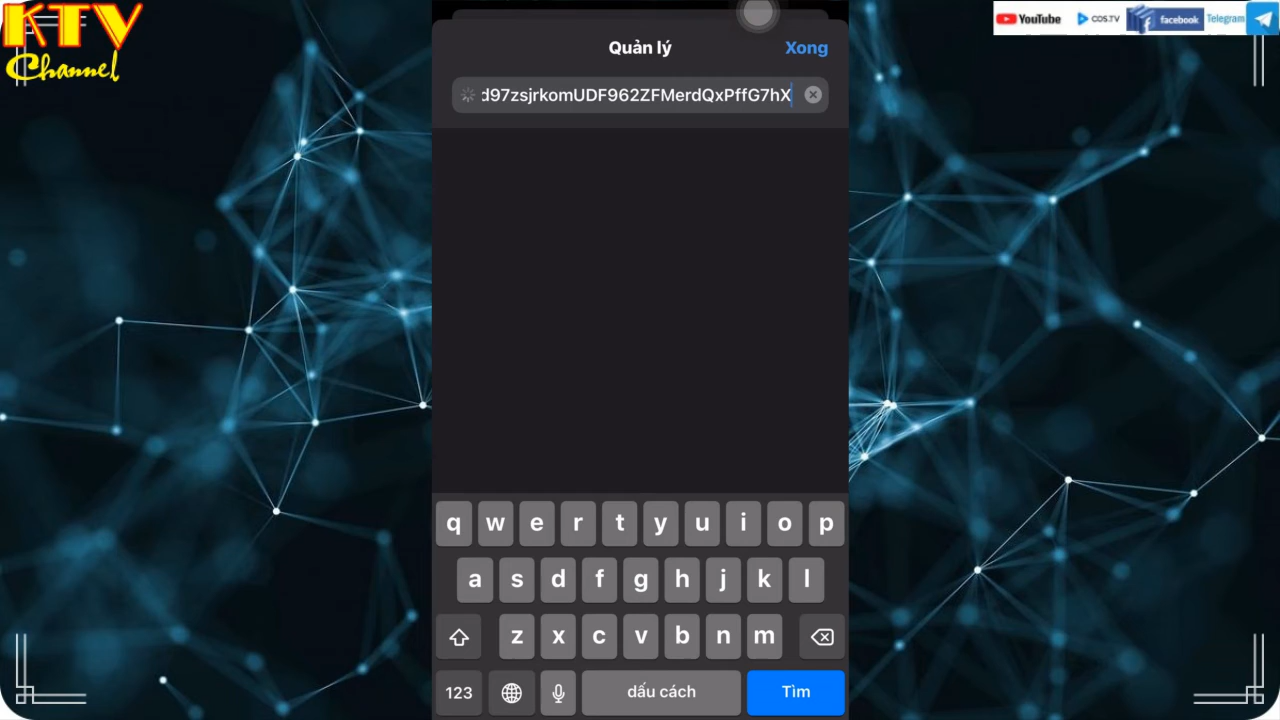 KTV
Channel
YouTube
COS.TV
facebook
Telegram
Quản lý
Xong
d97zsjrkomUDF962ZFMerdQxPffG7hX
q w e r t y u i o p
a s d f g h j k l
z x c v b n m
123
dấu cách
Tìm